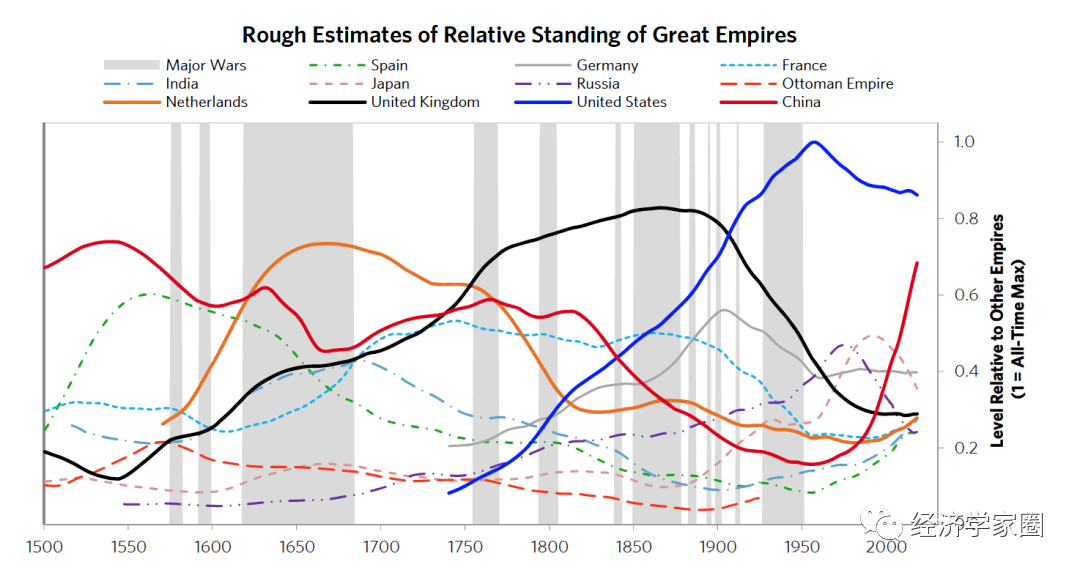 Rough Estimates of Relative Standing of Great Empires
Major Wars Spain Germany France
India Japan Russia Ottoman Empire
Netherlands United Kingdom United States China
1.0
0.8
0.6
0.4
0.2
Level Relative to Other Empires
(1 = All-Time Max)
经济学家圈
1500 1550 1600 1650 1700 1750 1800 1850 1900 1950 2000